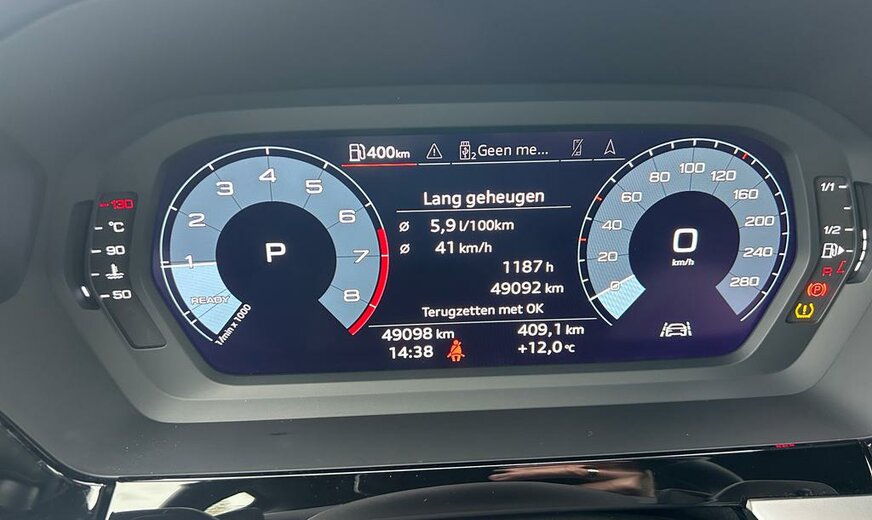 400km
2 Geen me...
Lang geheugen
Ø 5,9 l/100km
Ø 41 km/h
1187 h
49092 km
Terugzetten met OK
49098 km 409,1 km
14:38 +12,0 °C
1 2 3 4 5 6 7 8
P
READY
1/min x 1000
0 20 40 60 80 100 120 160 200 240 280
0
km/h
130
°C
90
50
1/1
1/2
R
P